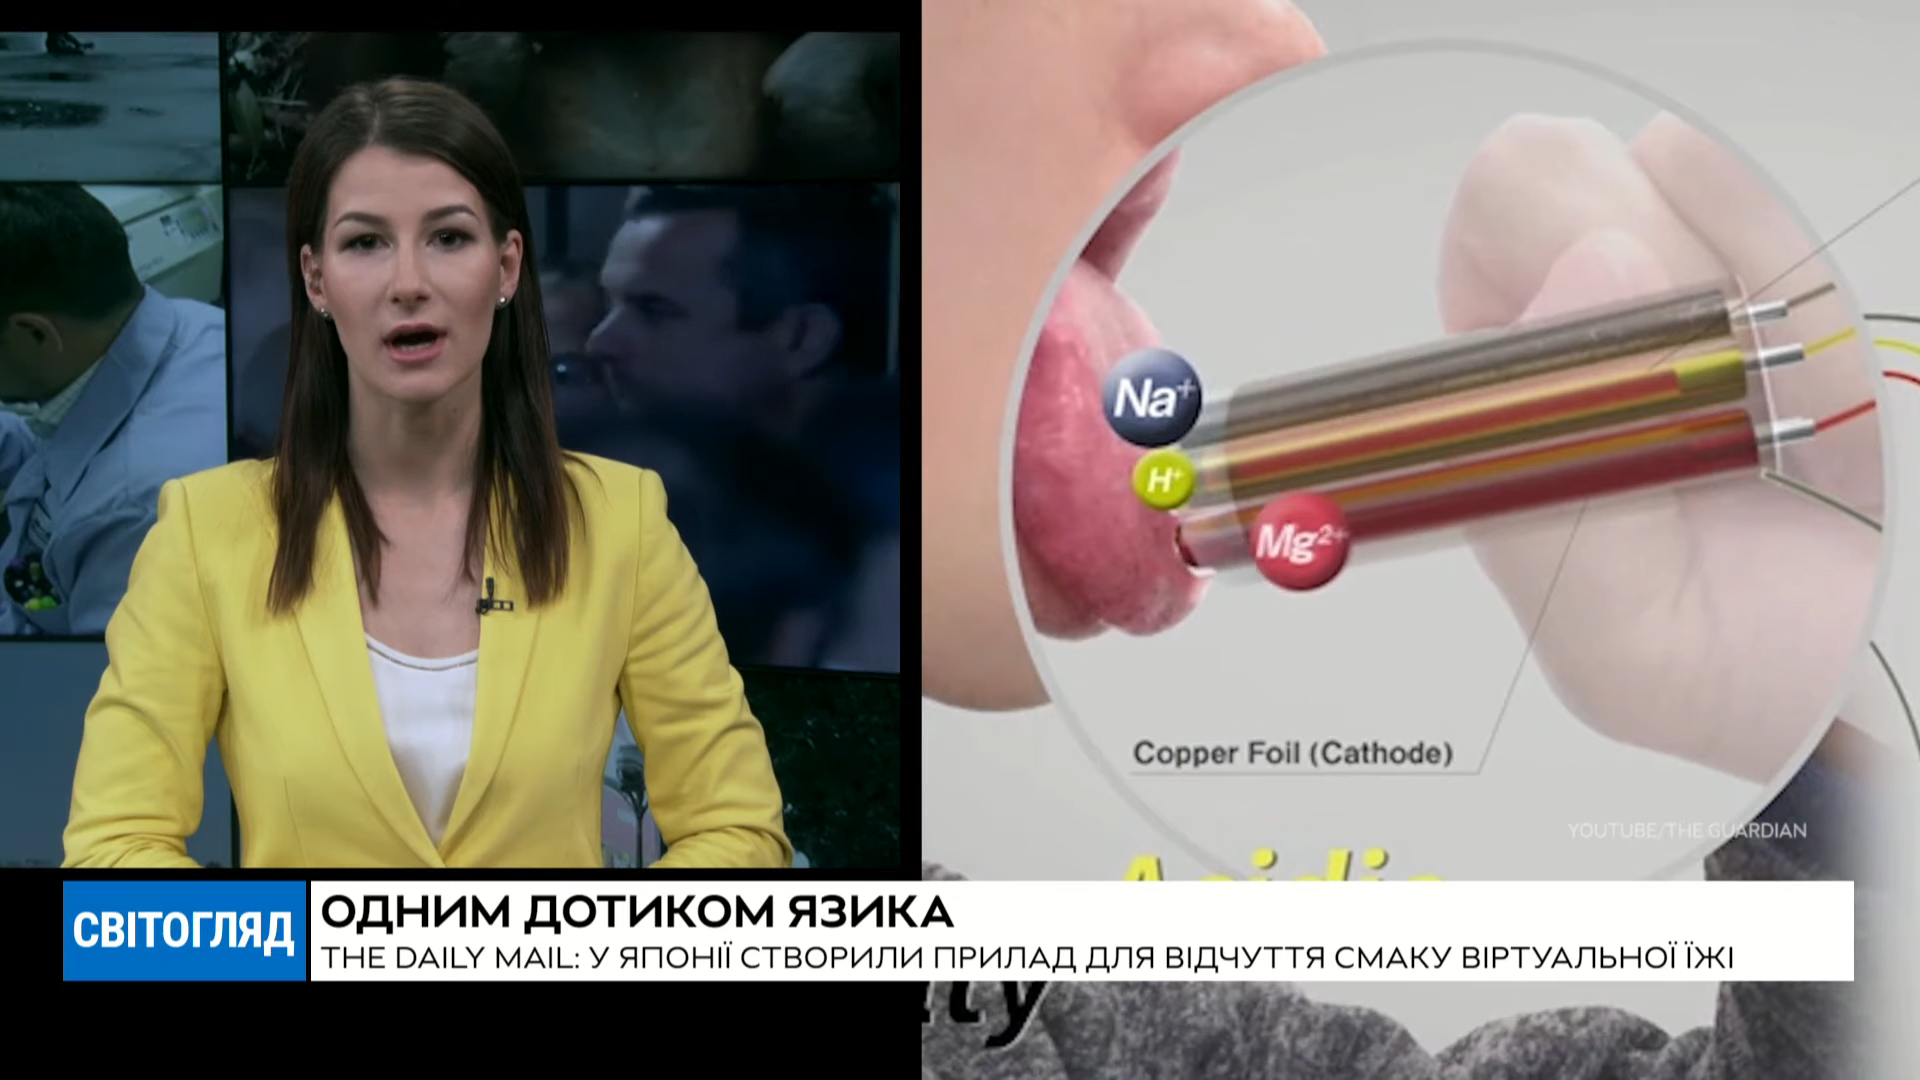 Na+
H+
Mg2+
Copper Foil (Cathode)
YOUTUBE/THE GUARDIAN
СВІТОГЛЯД
ОДНИМ ДОТИКОМ ЯЗИКА
THE DAILY MAIL: У ЯПОНІЇ СТВОРИЛИ ПРИЛАД ДЛЯ ВІДЧУТТЯ СМАКУ ВІРТУАЛЬНОЇ ЇЖІ